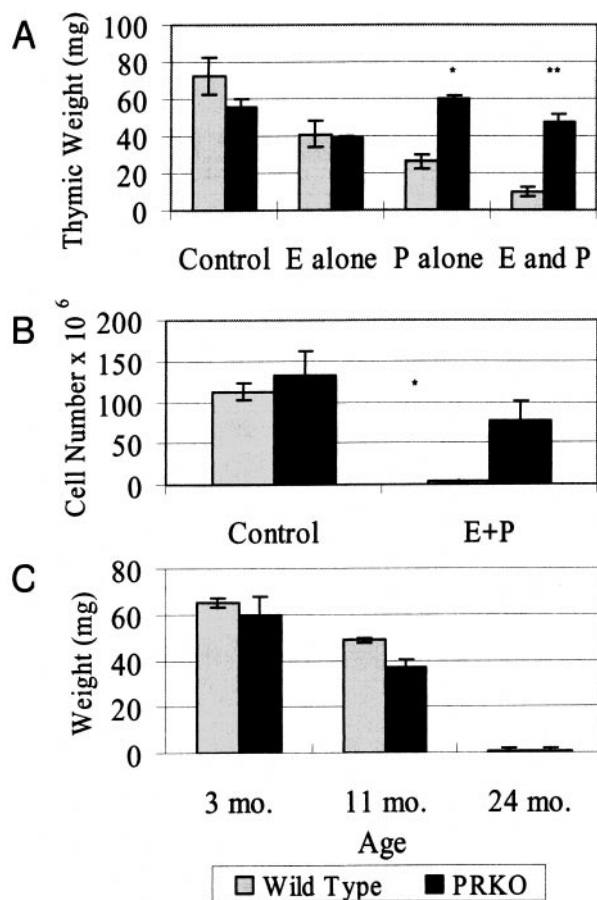 A
Thymic Weight (mg)
100
80
60
40
20
0
*
**
Control E alone P alone E and P
B
Cell Number x 10 6
200
150
100
50
0
*
Control E+P
C
Weight (mg)
80
60
40
20
0
3 mo. 11 mo. 24 mo.
Age
Wild Type PRKO